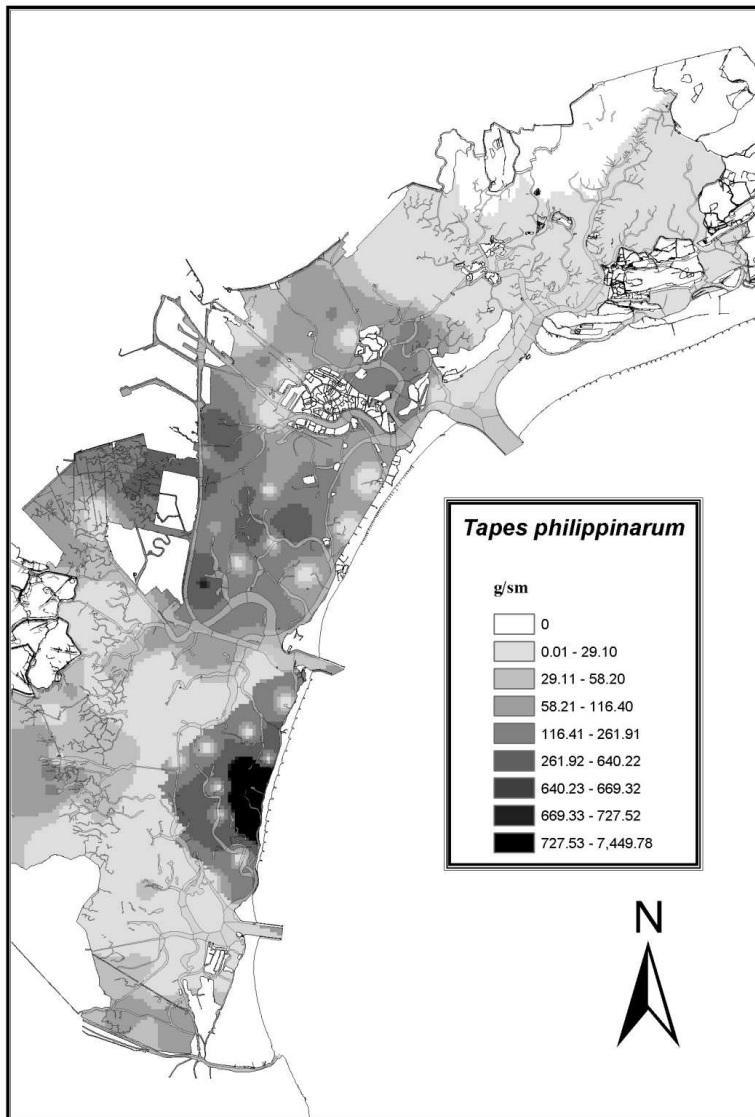 Tapes philippinarum
g/sm
0
0.01 - 29.10
29.11 - 58.20
58.21 - 116.40
116.41 - 261.91
261.92 - 640.22
640.23 - 669.32
669.33 - 727.52
727.53 - 7,449.78
N